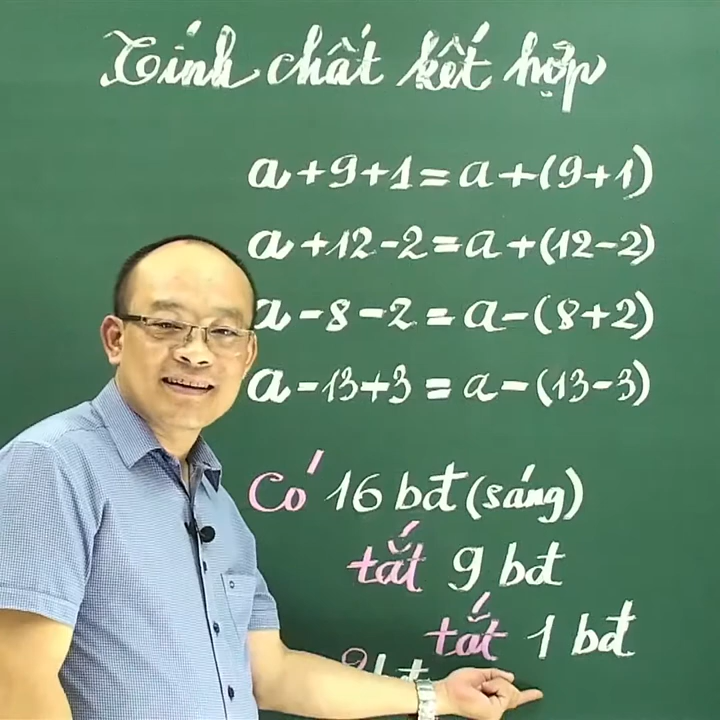 Tính chất kết hợp
a+9+1=a+(9+1)
a+12-2=a+(12-2)
a-8-2=a-(8+2)
a-13+3=a-(13-3)
Có 16 bđ (sáng)
tắt 9 bđ
tắt 1 bđ